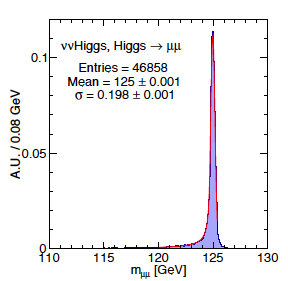 ννHiggs, Higgs → μμ
Entries = 46858
Mean = 125 ± 0.001
σ = 0.198 ± 0.001
A.U. / 0.08 GeV
0.1
0.05
0
110 115 120 125 130
mμμ [GeV]